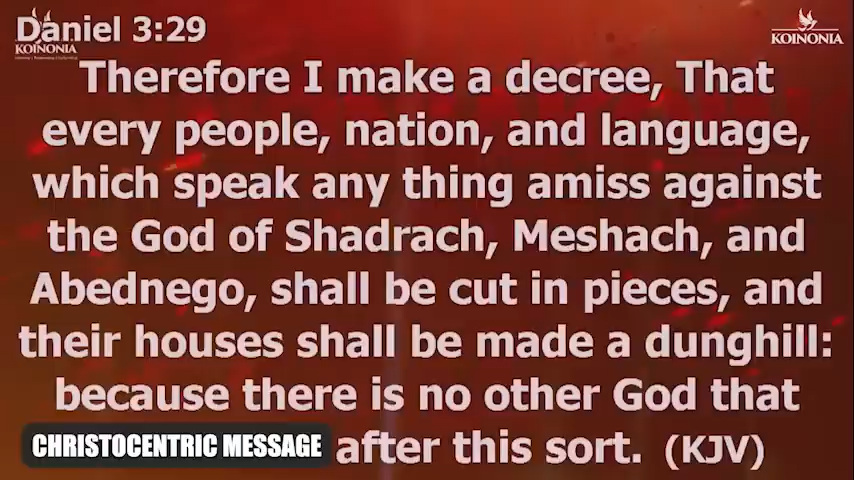 Daniel 3:29
KOINONIA
KOINONIA
Therefore I make a decree, That
every people, nation, and language,
which speak any thing amiss against
the God of Shadrach, Meshach, and
Abednego, shall be cut in pieces, and
their houses shall be made a dunghill:
because there is no other God that
CHRISTOCENTRIC MESSAGE after this sort. (KJV)